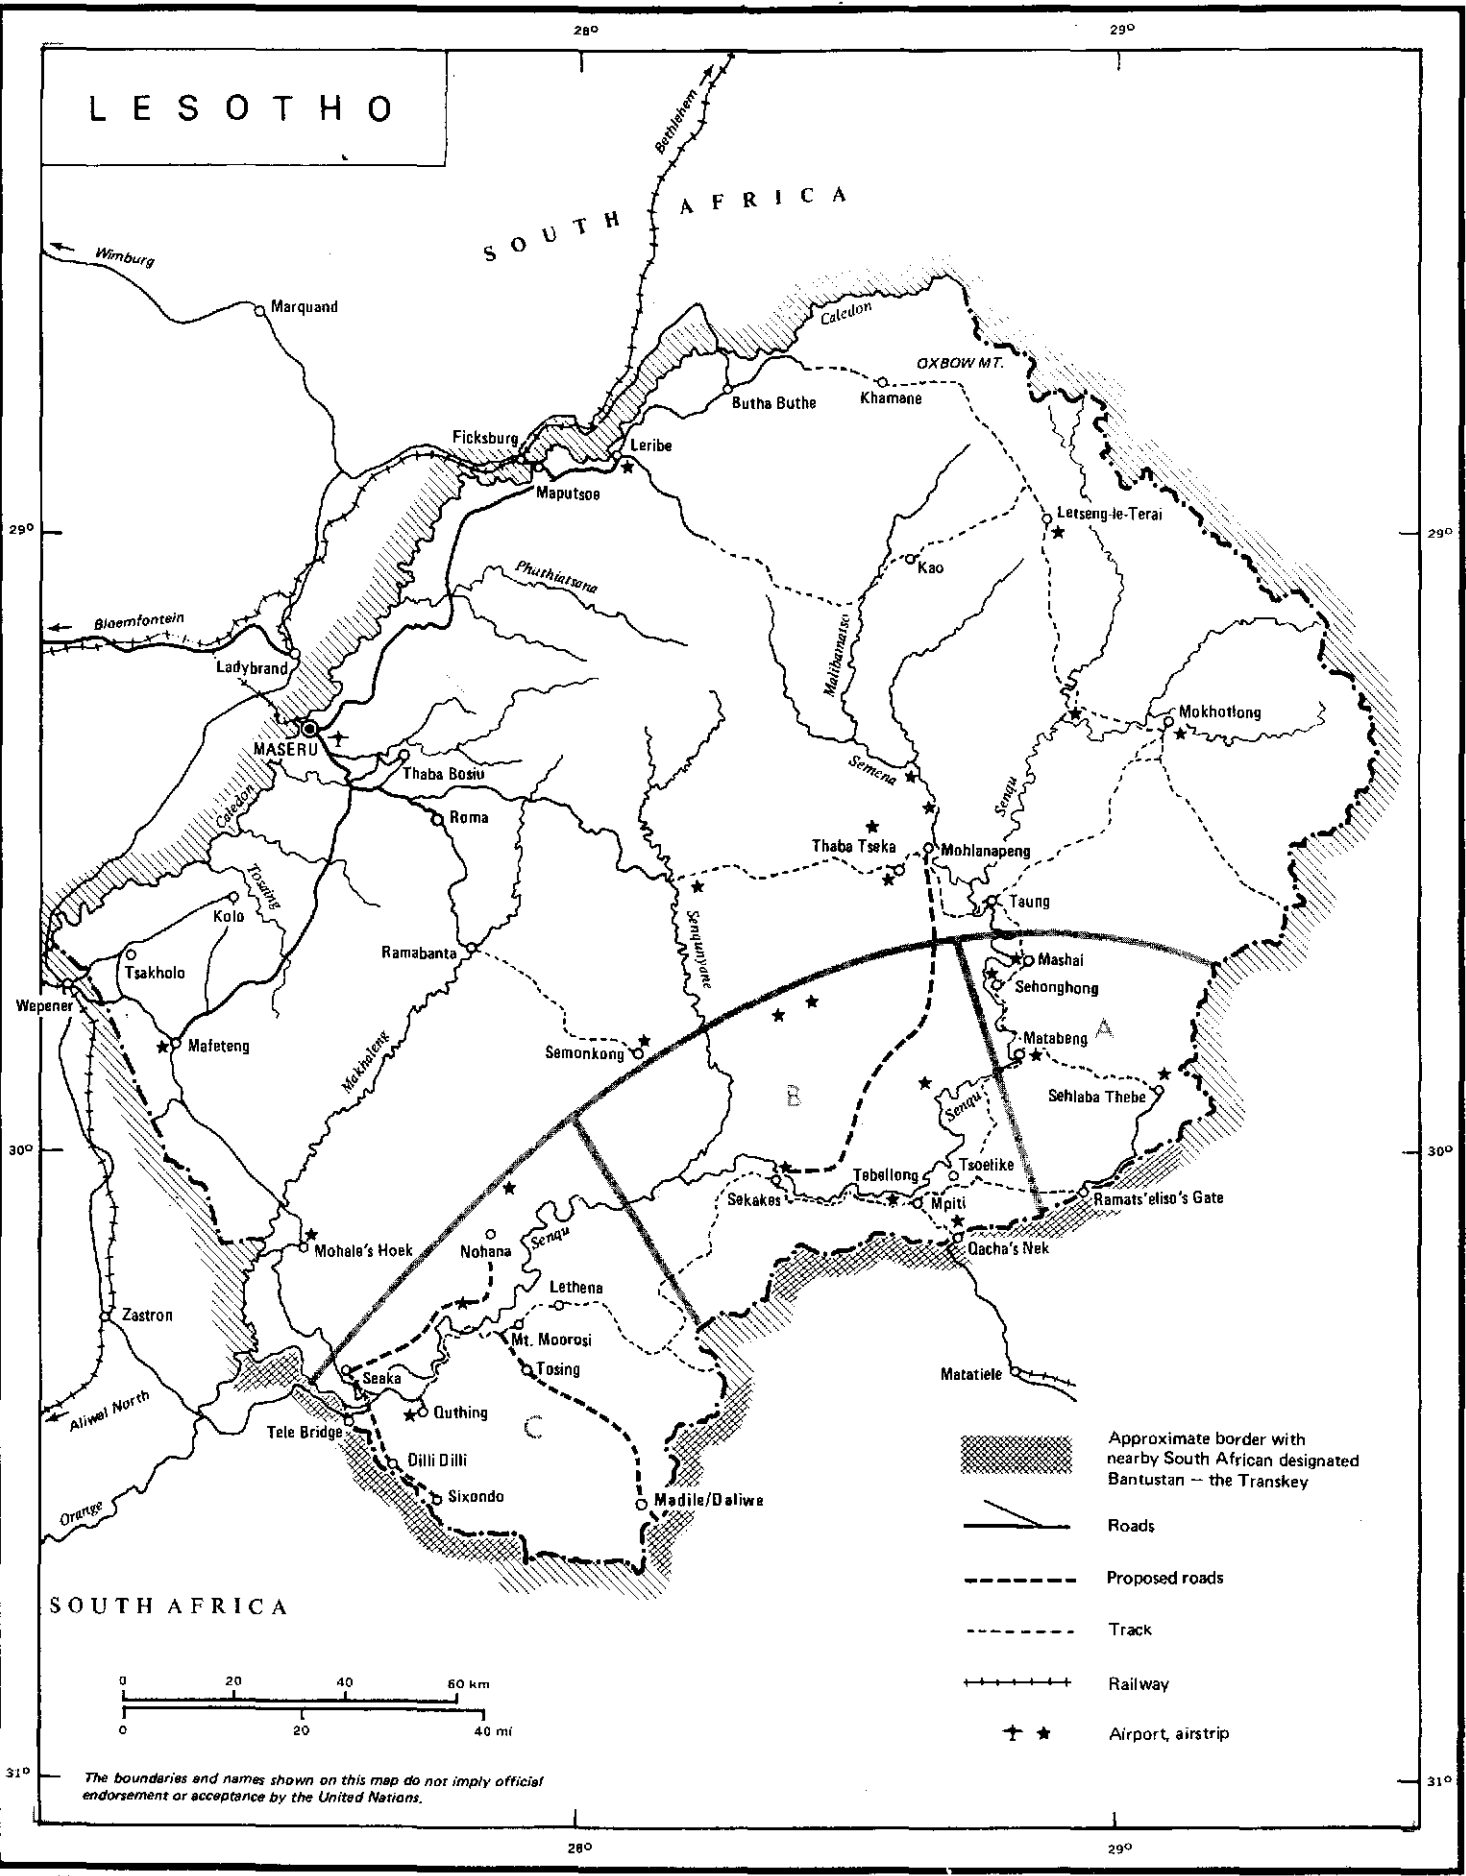 28°
29°
LESOTHO
Bethlehem
SOUTH AFRICA
Wimburg
Marquand
Caledon
OXBOW MT.
Butha Buthe
Khamane
Ficksburg
Leribe
Maputsoe
Letseng-le-Terai
29°
29°
Kao
Phuthiatsana
Bloemfontein
Malibamatso
Ladybrand
Mokhotlong
MASERU
Thaba Bosiu
Semena
Senqu
Caledon
Roma
Thaba Tseka
Mohlanapeng
Tosaing
Kolo
Taung
Senqunyane
Ramabanta
Tsakholo
Mashai
Wepener
Sehonghong
A
Mafeteng
Semonkong
Matabeng
Makhaleng
B
Senqu
Sehlaba Thebe
30°
30°
Tebellong
Tsoelike
Sekakes
Mpiti
Ramats'eliso's Gate
Mohale's Hoek
Nohana
Senqu
Qacha's Nek
Lethena
Zastron
Mt. Moorosi
Seaka
Tosing
Matatiele
Aliwal North
Quthing
Tele Bridge
C
Dilli Dilli
Sixondo
Madile/Daliwe
Orange
Approximate border with
nearby South African designated
Bantustan — the Transkey
Roads
Proposed roads
SOUTH AFRICA
Track
0 20 40 60 km
Railway
0 20 40 mi
Airport, airstrip
31°
31°
The boundaries and names shown on this map do not imply official
endorsement or acceptance by the United Nations.
28°
29°